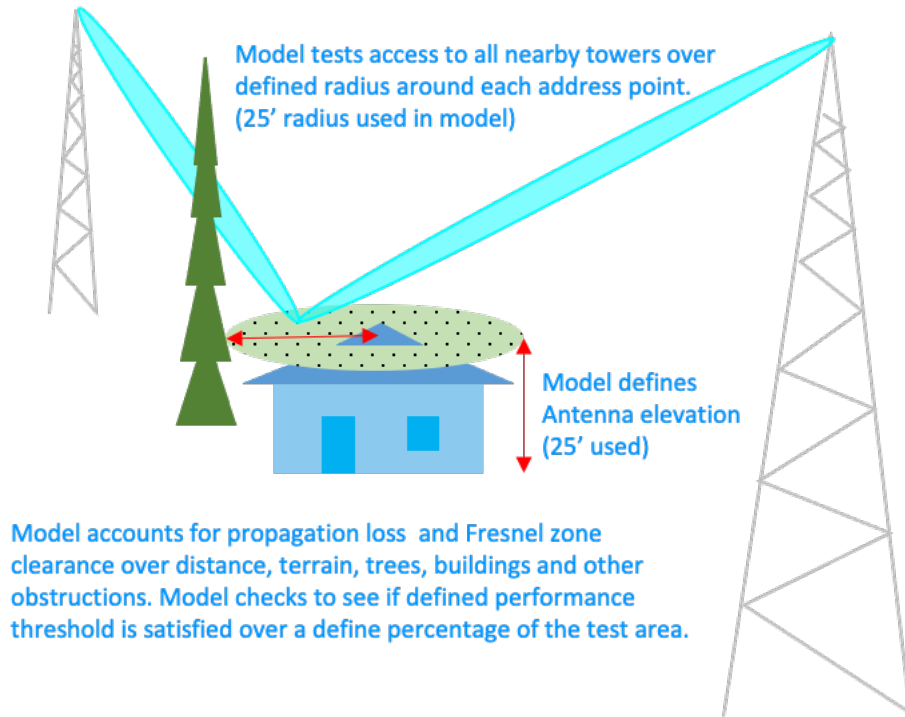 Model tests access to all nearby towers over
defined radius around each address point.
(25’ radius used in model)
Model defines
Antenna elevation
(25’ used)
Model accounts for propagation loss  and Fresnel zone
clearance over distance, terrain, trees, buildings and other
obstructions. Model checks to see if defined performance
threshold is satisfied over a define percentage of the test area.